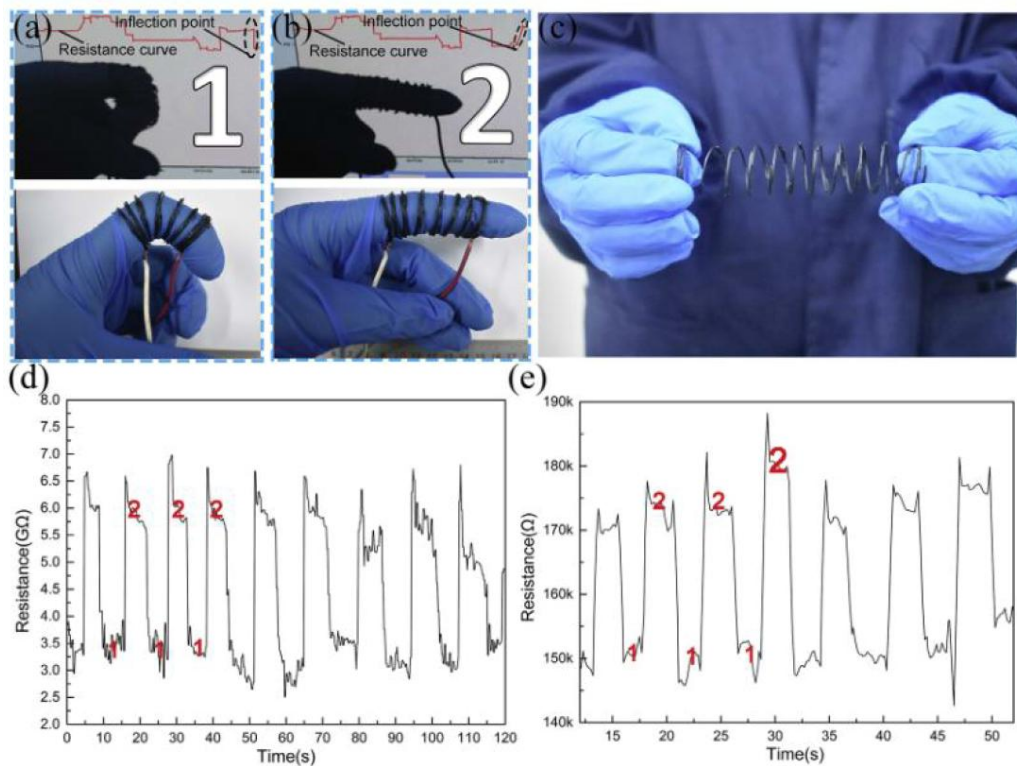 (a)
Inflection point
Resistance curve
1
(b)
Inflection point
Resistance curve
2
(c)
(d)
8.0
7.5
7.0
6.5
6.0
5.5
5.0
4.5
4.0
3.5
3.0
2.5
2.0
Resistance(GΩ)
2 2 2
1 1 1
0 10 20 30 40 50 60 70 80 90 100 110 120
Time(s)
(e)
190k
180k
170k
160k
150k
140k
Resistance(Ω)
2 2 2
1 1 1
15 20 25 30 35 40 45 50
Time(s)